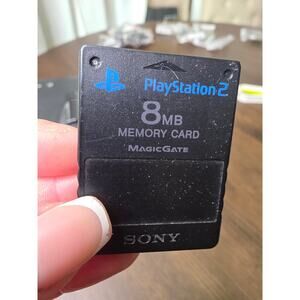 PlayStation 2
8MB
MEMORY CARD
MAGICGATE
SONY